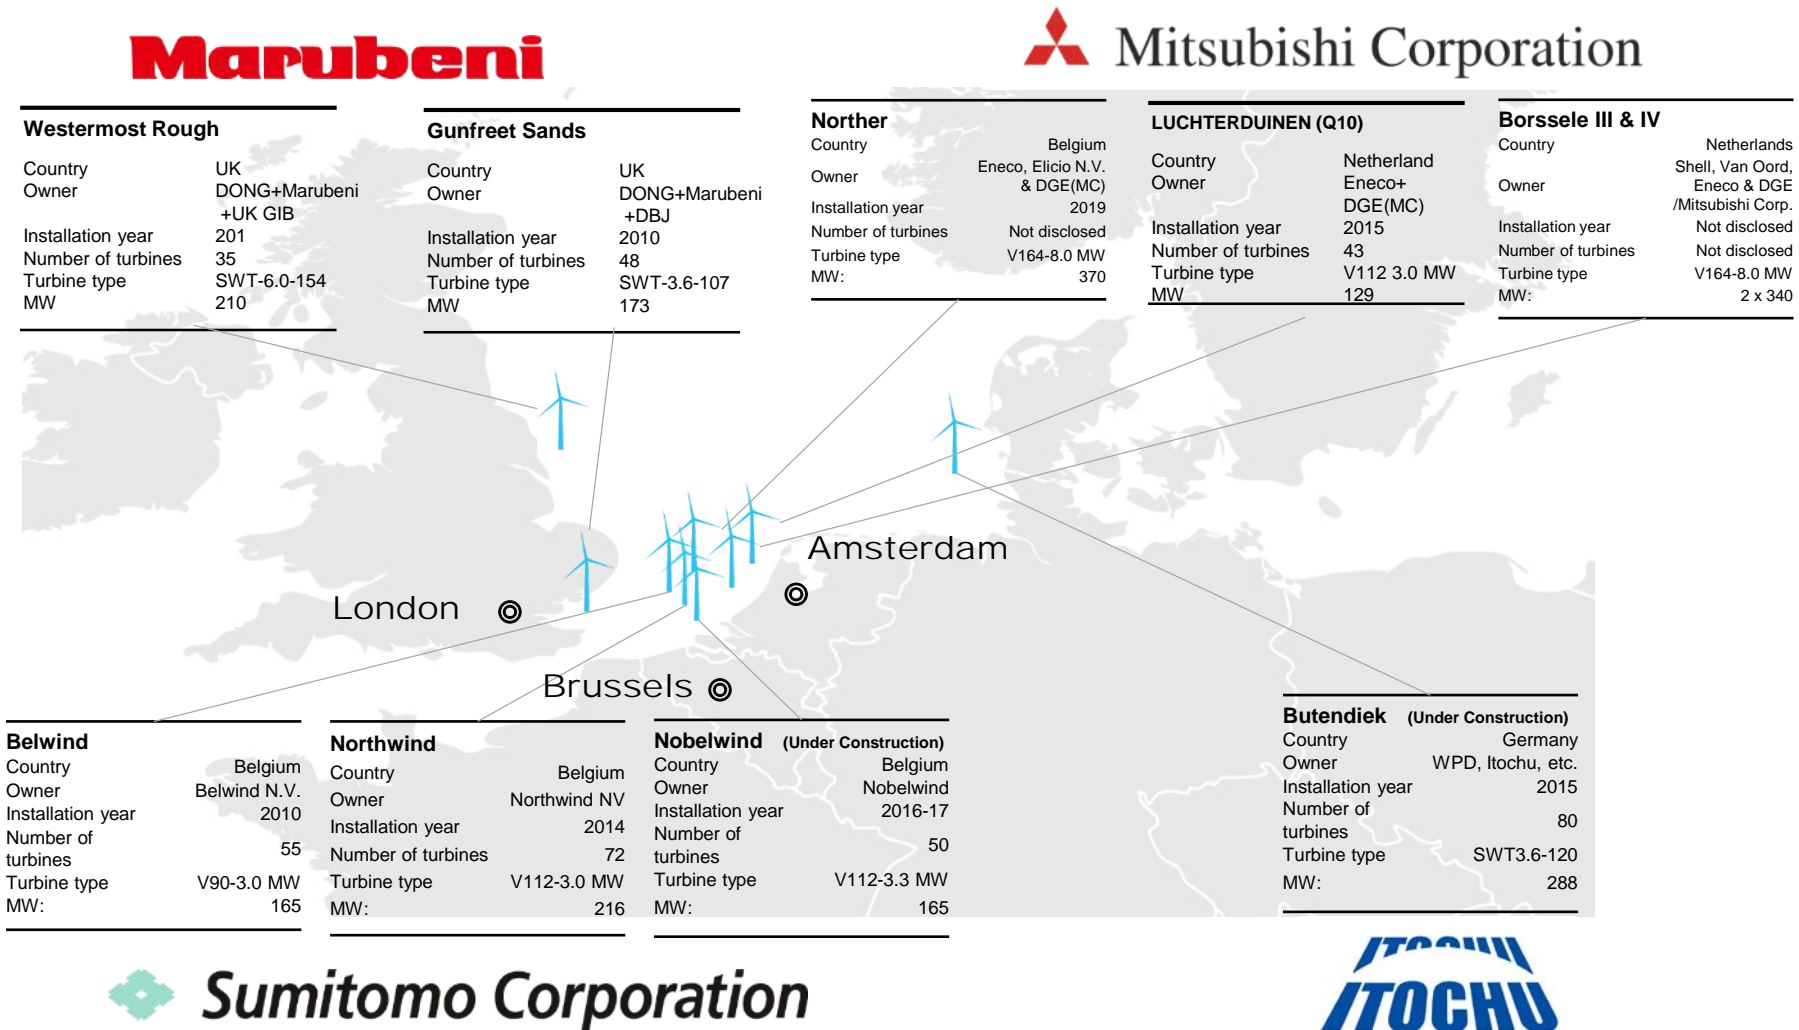 Marubeni
Mitsubishi Corporation
Westermost Rough
Country UK
Owner DONG+Marubeni
+UK GIB
Installation year 201
Number of turbines 35
Turbine type SWT-6.0-154
MW 210
Gunfreet Sands
Country UK
Owner DONG+Marubeni
+DBJ
Installation year 2010
Number of turbines 48
Turbine type SWT-3.6-107
MW 173
Norther
Country Belgium
Owner Eneco, Elicio N.V.
& DGE(MC)
Installation year 2019
Number of turbines Not disclosed
Turbine type V164-8.0 MW
MW: 370
LUCHTERDUINEN (Q10)
Country Netherland
Owner Eneco+
DGE(MC)
Installation year 2015
Number of turbines 43
Turbine type V112 3.0 MW
MW 129
Borssele III & IV
Country Netherlands
Owner Shell, Van Oord,
Eneco & DGE
/Mitsubishi Corp.
Installation year Not disclosed
Number of turbines Not disclosed
Turbine type V164-8.0 MW
MW: 2 x 340
Amsterdam
London
Brussels
Belwind
Country Belgium
Owner Belwind N.V.
Installation year 2010
Number of
turbines 55
Turbine type V90-3.0 MW
MW: 165
Northwind
Country Belgium
Owner Northwind NV
Installation year 2014
Number of turbines 72
Turbine type V112-3.0 MW
MW: 216
Nobelwind (Under Construction)
Country Belgium
Owner Nobelwind
Installation year 2016-17
Number of
turbines 50
Turbine type V112-3.3 MW
MW: 165
Butendiek (Under Construction)
Country Germany
Owner WPD, Itochu, etc.
Installation year 2015
Number of
turbines 80
Turbine type SWT3.6-120
MW: 288
Sumitomo Corporation
ITOCHU
ITOCHU